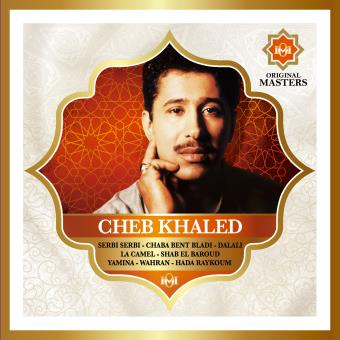 ORIGINAL
MASTERS
CHEB KHALED
SERBI SERBI - CHABA BENT BLADI - DALALI
LA CAMEL - SHAB EL BAROUD
YAMINA - WAHRAN - HADA RAYKOUM